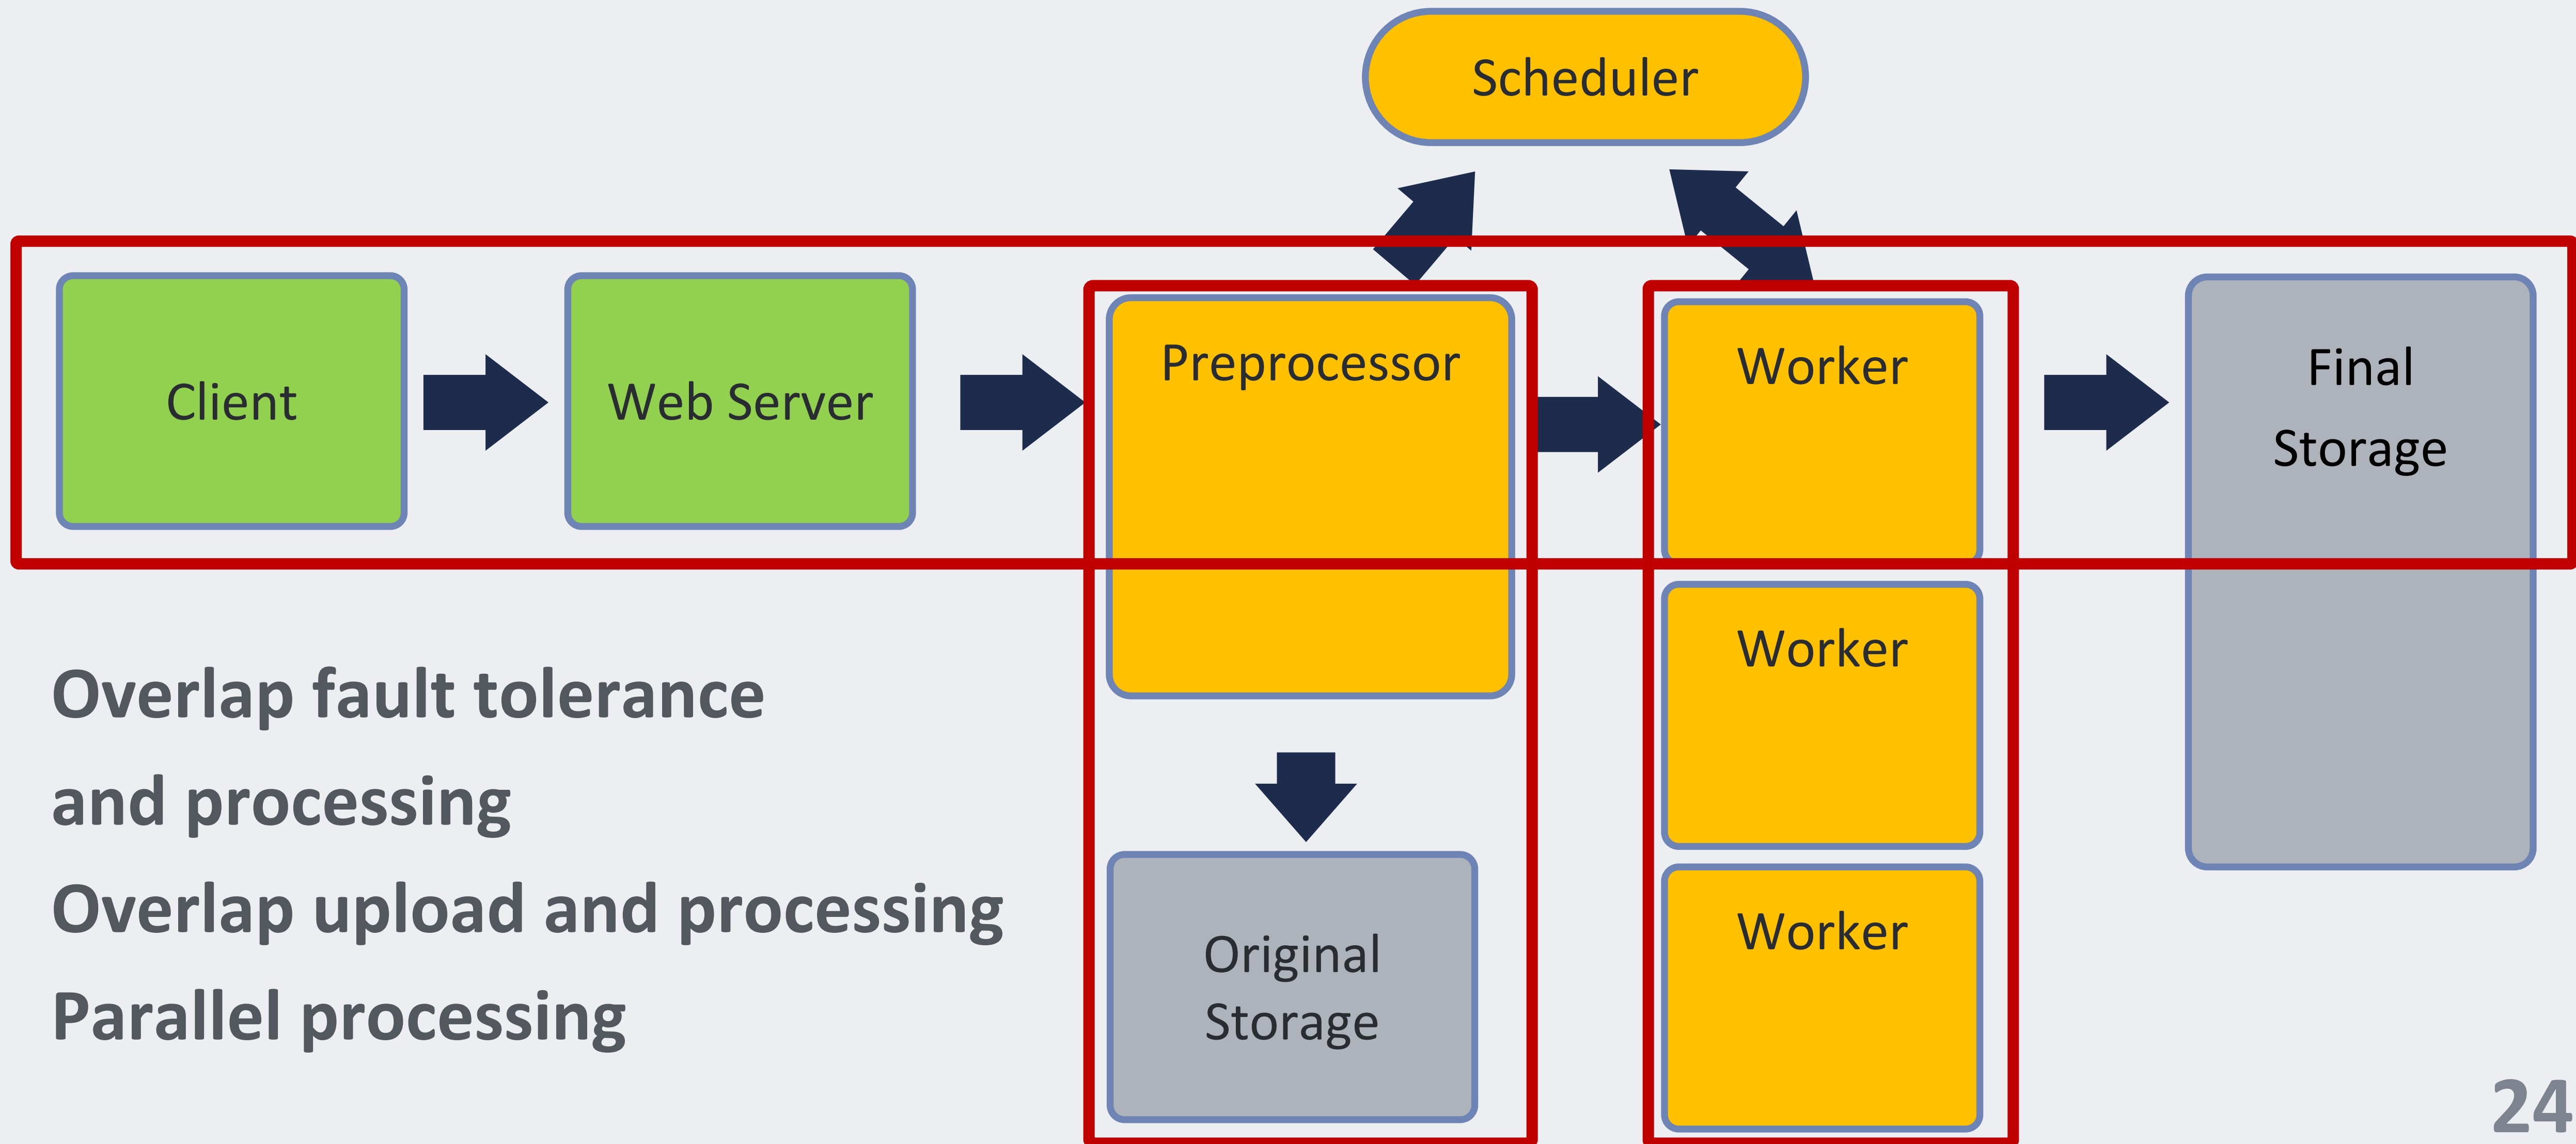 Scheduler
Client
Web Server
Preprocessor
Worker
Final
Storage
Worker
Worker
Original
Storage
Overlap fault tolerance
and processing
Overlap upload and processing
Parallel processing
24